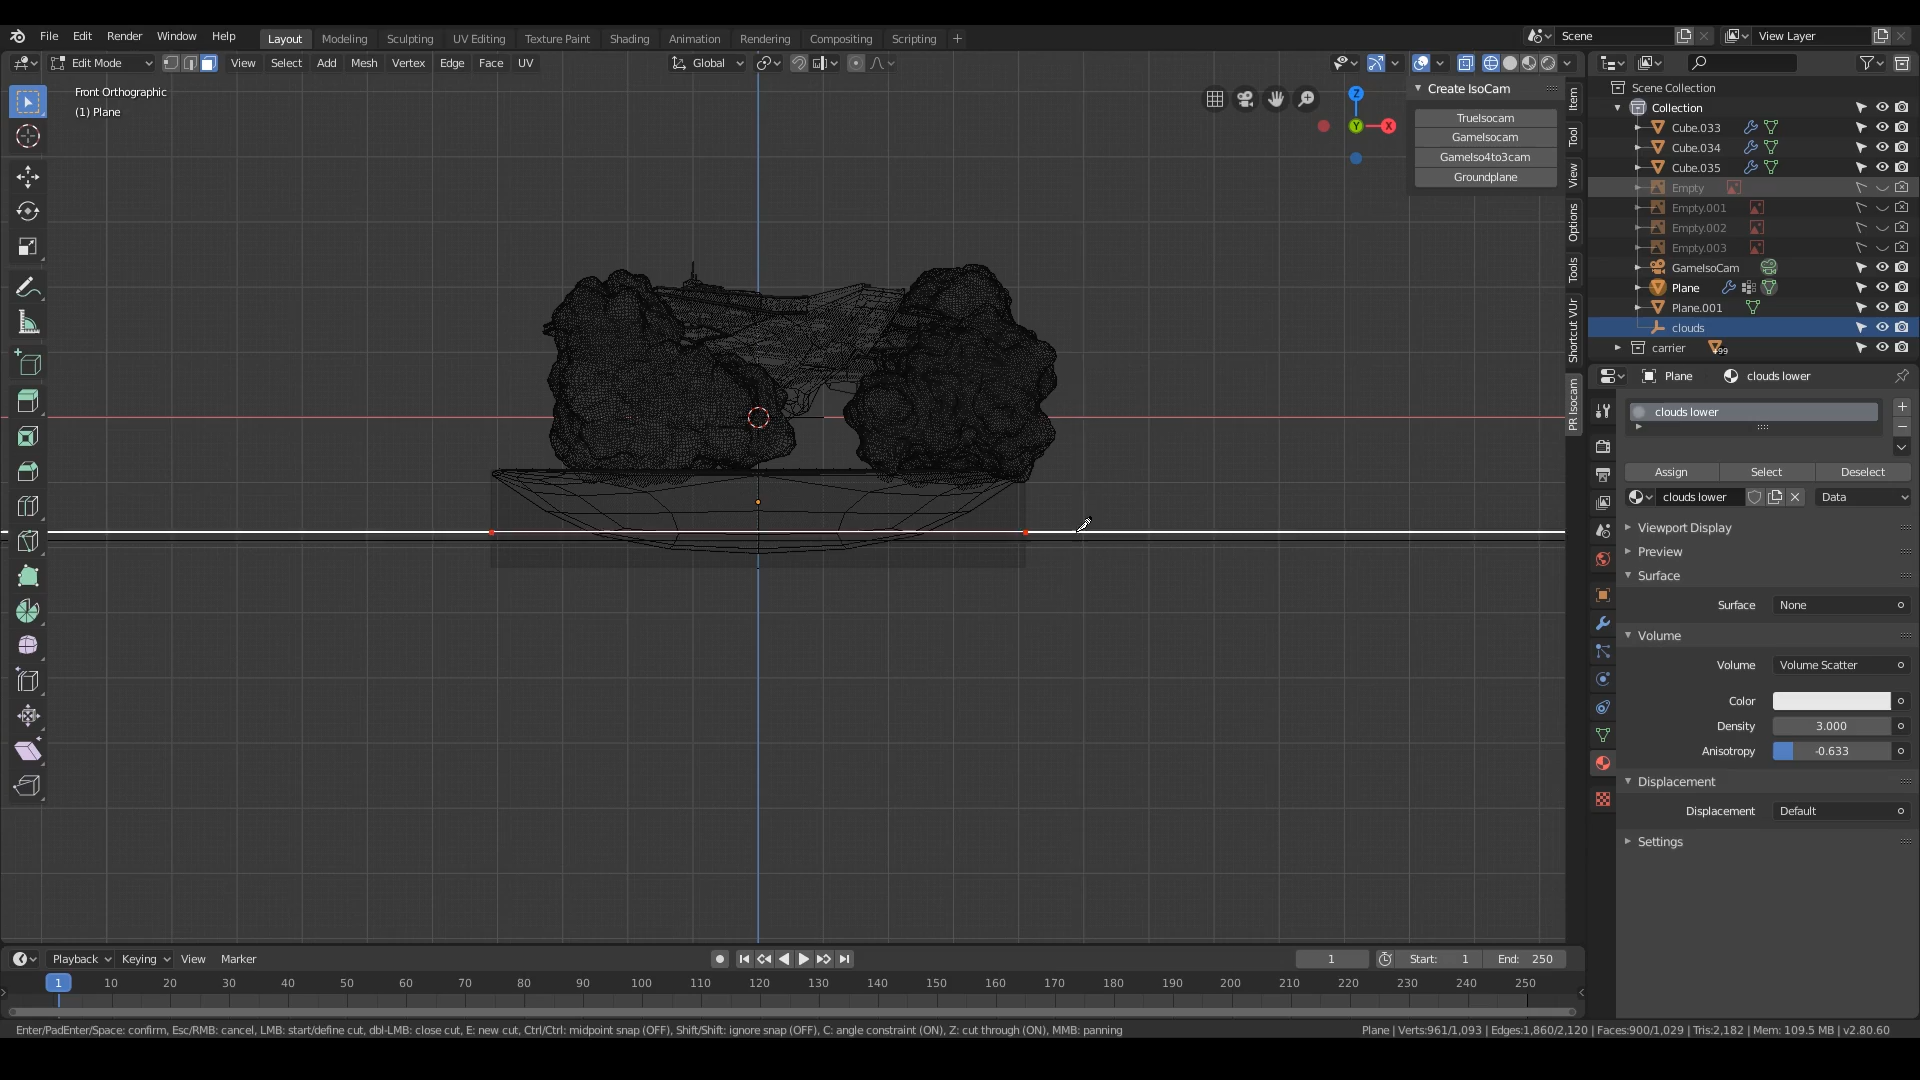 File Edit Render Window Help Layout Modeling Sculpting UV Editing Texture Paint Shading Animation Rendering Compositing Scripting + Scene View Layer
Edit Mode View Select Add Mesh Vertex Edge Face UV Global
Front Orthographic
(1) Plane
Z
Y
X
Create IsoCam
TrueIsocam
GameIsocam
GameIso4to3cam
Groundplane
Item
Tool
View
Options
Tools
Shortcut VUr
PR Isocam
Scene Collection
Collection
Cube.033
Cube.034
Cube.035
Empty
Empty.001
Empty.002
Empty.003
GameIsoCam
Plane
Plane.001
clouds
carrier 99
Plane clouds lower
clouds lower
Assign Select Deselect
clouds lower Data
Viewport Display
Preview
Surface
Surface None
Volume
Volume Volume Scatter
Color
Density 3.000
Anisotropy -0.633
Displacement
Displacement Default
Settings
Playback Keying View Marker 1 Start: 1 End: 250
1 10 20 30 40 50 60 70 80 90 100 110 120 130 140 150 160 170 180 190 200 210 220 230 240 250
Enter/PadEnter/Space: confirm, Esc/RMB: cancel, LMB: start/define cut, dbl-LMB: close cut, E: new cut, Ctrl/Ctrl: midpoint snap (OFF), Shift/Shift: ignore snap (OFF), C: angle constraint (ON), Z: cut through (ON), MMB: panning
Plane | Verts:961/1,093 | Edges:1,860/2,120 | Faces:900/1,029 | Tris:2,182 | Mem: 109.5 MB | v2.80.60